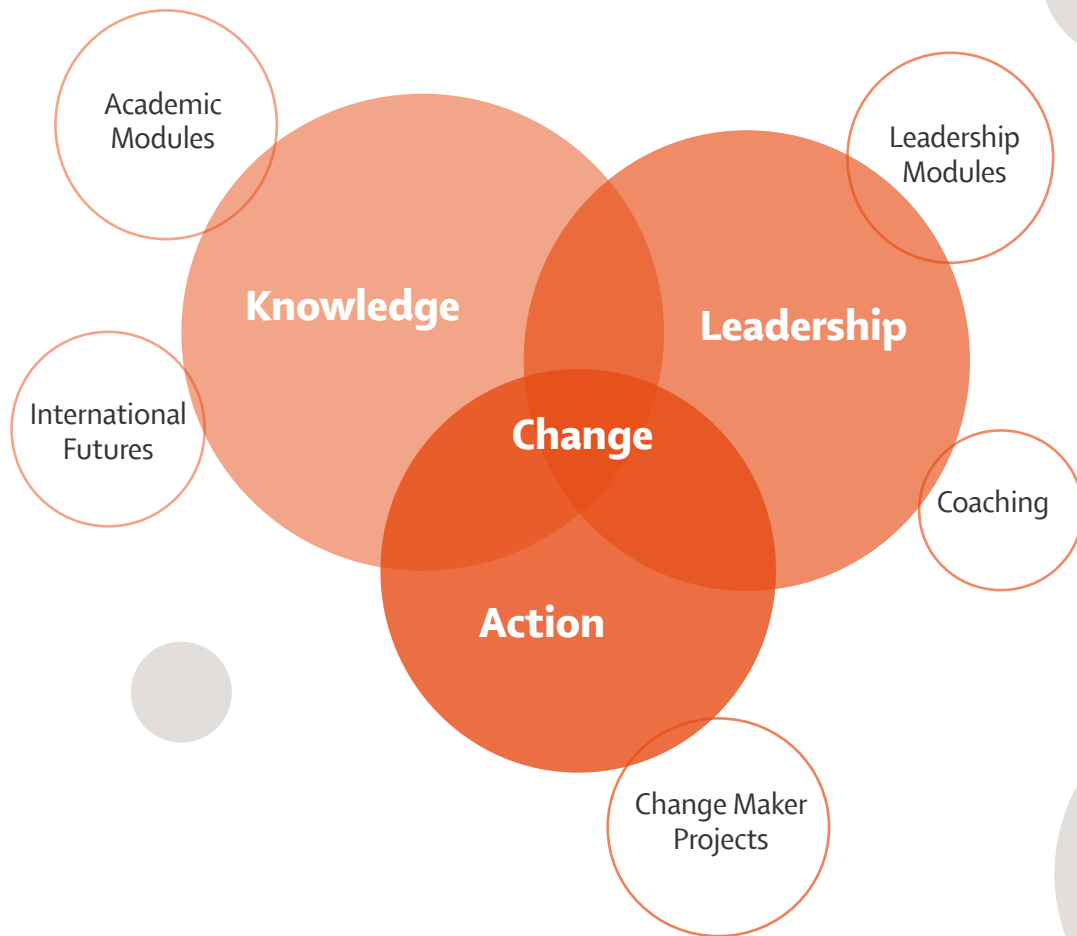 Academic
Modules
Leadership
Modules
Knowledge
Leadership
International
Futures
Change
Coaching
Action
Change Maker
Projects